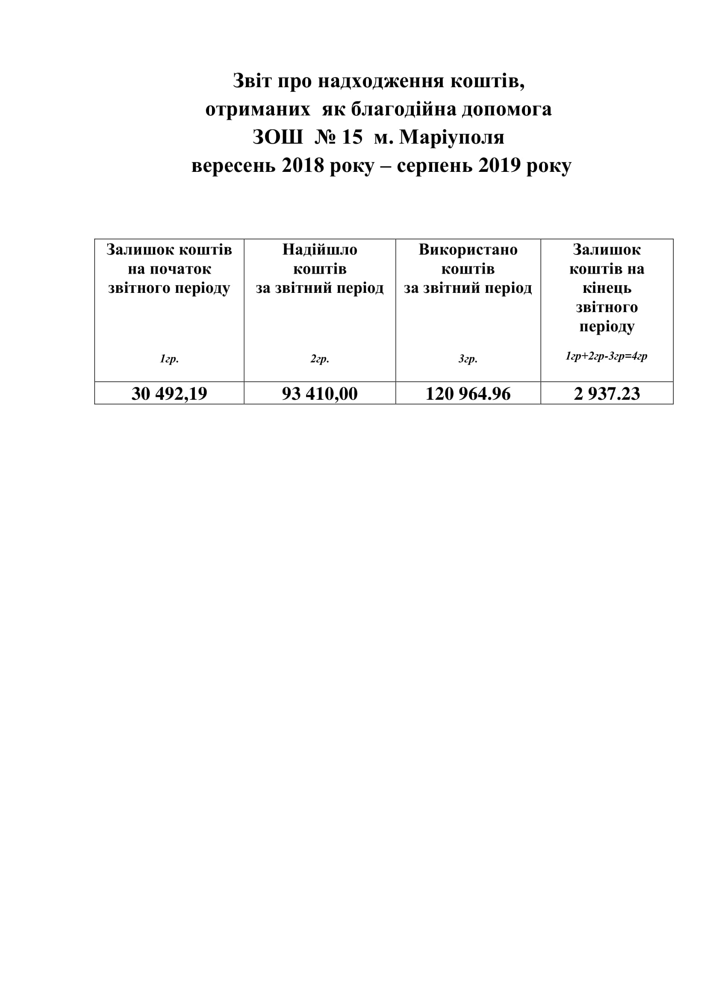 Звіт про надходження коштів,
отриманих як благодійна допомога
ЗОШ № 15 м. Маріуполя
вересень 2018 року – серпень 2019 року
Залишок коштів
на початок
звітного періоду
1гр.
Надійшло
коштів
за звітний період
2гр.
Використано
коштів
за звітний період
3гр.
Залишок
коштів на
кінець
звітного
періоду
1гр+2гр-3гр=4гр
30 492,19
93 410,00
120 964.96
2 937.23